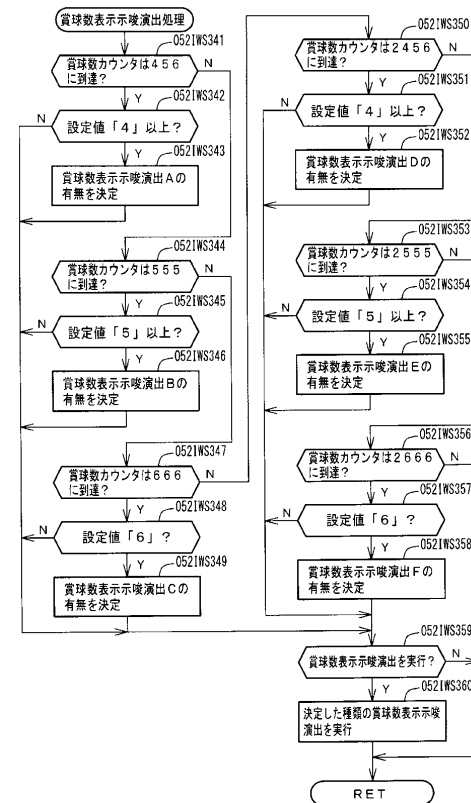 賞球数表示示唆演出処理
052IWS341
賞球数カウンタは456
に到達?
N
Y
052IWS342
設定値「4」以上?
N
Y
052IWS343
賞球数表示示唆演出Aの
有無を決定
052IWS344
賞球数カウンタは555
に到達?
N
Y
052IWS345
設定値「5」以上?
N
Y
052IWS346
賞球数表示示唆演出Bの
有無を決定
052IWS347
賞球数カウンタは666
に到達?
N
Y
052IWS348
設定値「6」?
N
Y
052IWS349
賞球数表示示唆演出Cの
有無を決定
052IWS350
賞球数カウンタは2456
に到達?
N
Y
052IWS351
設定値「4」以上?
N
Y
052IWS352
賞球数表示示唆演出Dの
有無を決定
052IWS353
賞球数カウンタは2555
に到達?
N
Y
052IWS354
設定値「5」以上?
N
Y
052IWS355
賞球数表示示唆演出Eの
有無を決定
052IWS356
賞球数カウンタは2666
に到達?
N
Y
052IWS357
設定値「6」?
N
Y
052IWS358
賞球数表示示唆演出Fの
有無を決定
052IWS359
賞球数表示示唆演出を実行?
N
Y
052IWS360
決定した種類の賞球数表示示唆
演出を実行
RET